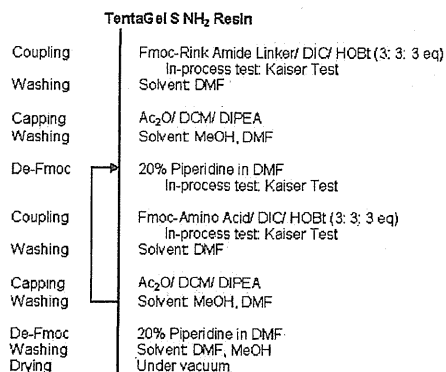 TentaGel S NH2 Resin
Coupling Fmoc-Rink Amide Linker/ DIC/ HOBt (3: 3: 3 eq)
In-process test: Kaiser Test
Washing Solvent: DMF
Capping Ac2O/ DCM/ DIPEA
Washing Solvent: MeOH, DMF
De-Fmoc 20% Piperidine in DMF
In-process test: Kaiser Test
Coupling Fmoc-Amino Acid/ DIC/ HOBt (3: 3: 3 eq)
In-process test: Kaiser Test
Washing Solvent: DMF
Capping Ac2O/ DCM/ DIPEA
Washing Solvent: MeOH, DMF
De-Fmoc 20% Piperidine in DMF
Washing Solvent: DMF, MeOH
Drying Under vacuum